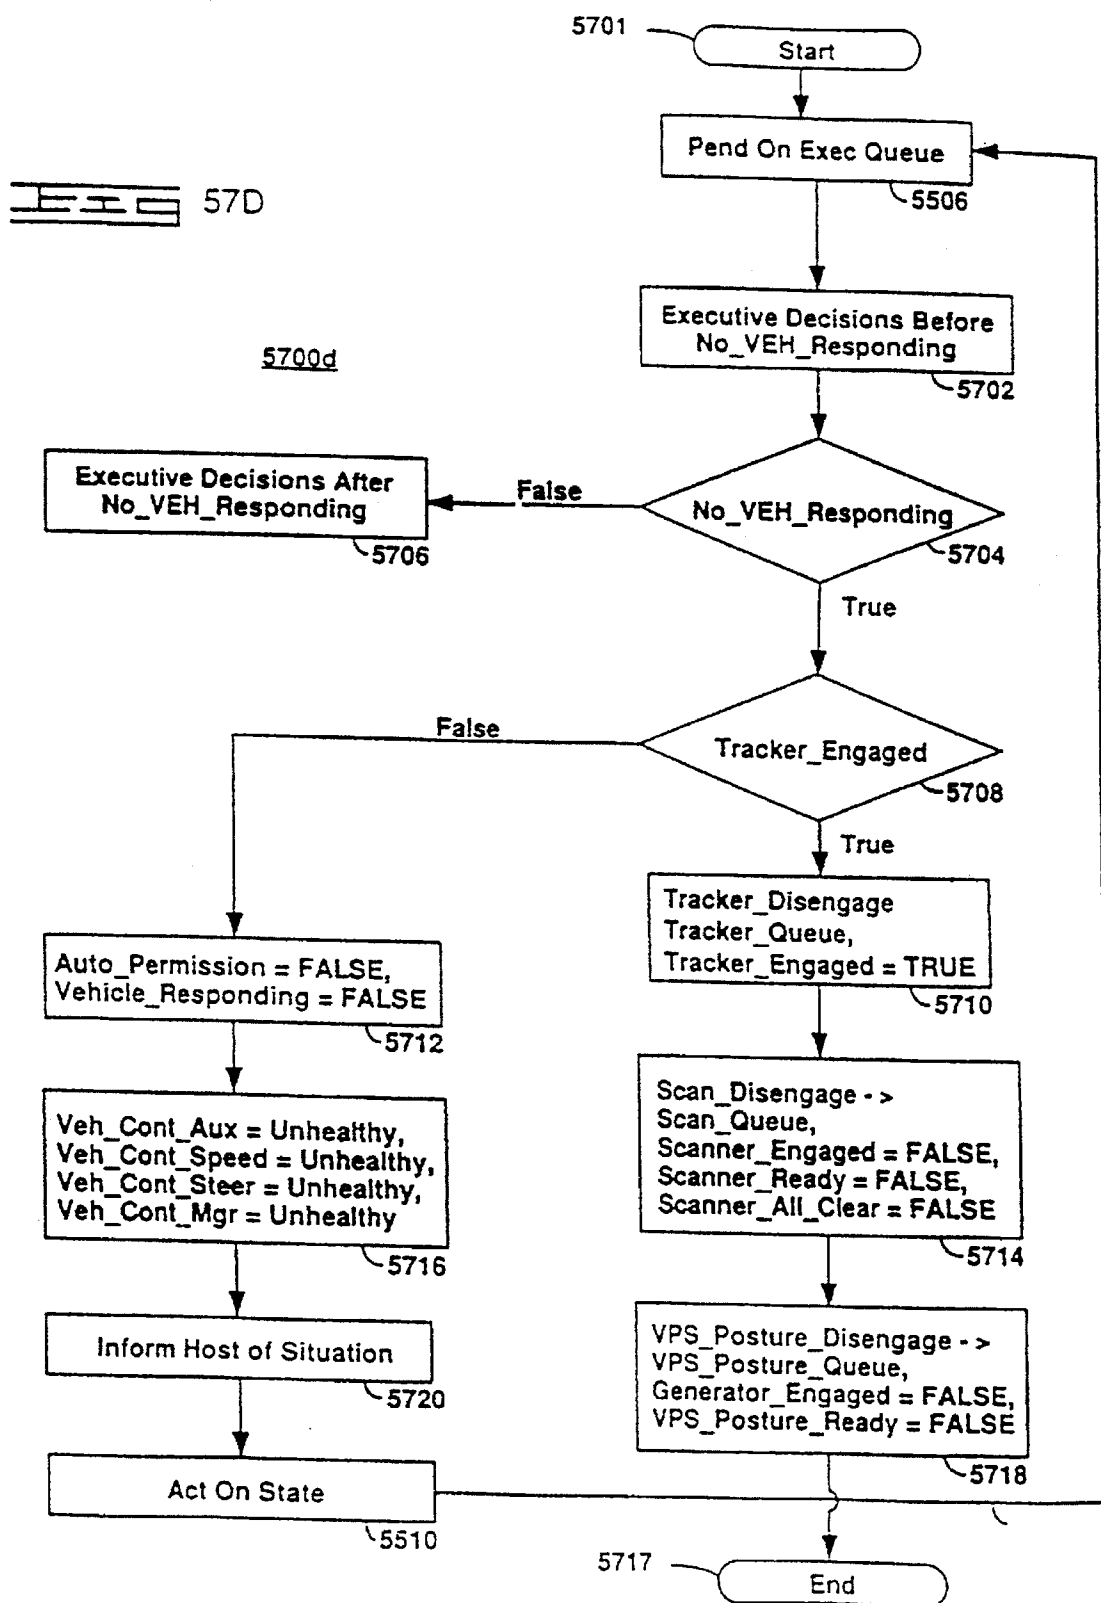 5701
Start
Pend On Exec Queue
5506
FIG 57D
Executive Decisions Before
No_VEH_Responding
5702
5700d
Executive Decisions After
No_VEH_Responding
5706
False
No_VEH_Responding
5704
True
False
Tracker_Engaged
5708
True
Tracker_Disengage
Tracker_Queue,
Tracker_Engaged = TRUE
5710
Auto_Permission = FALSE,
Vehicle_Responding = FALSE
5712
Scan_Disengage - >
Scan_Queue,
Scanner_Engaged = FALSE,
Scanner_Ready = FALSE,
Scanner_All_Clear = FALSE
5714
Veh_Cont_Aux = Unhealthy,
Veh_Cont_Speed = Unhealthy,
Veh_Cont_Steer = Unhealthy,
Veh_Cont_Mgr = Unhealthy
5716
Inform Host of Situation
5720
VPS_Posture_Disengage - >
VPS_Posture_Queue,
Generator_Engaged = FALSE,
VPS_Posture_Ready = FALSE
5718
Act On State
5510
5717
End